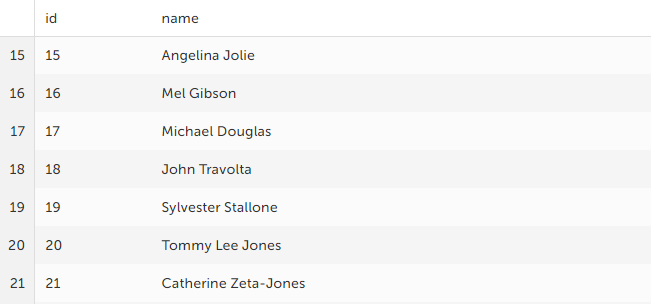 id name
15 15 Angelina Jolie
16 16 Mel Gibson
17 17 Michael Douglas
18 18 John Travolta
19 19 Sylvester Stallone
20 20 Tommy Lee Jones
21 21 Catherine Zeta-Jones